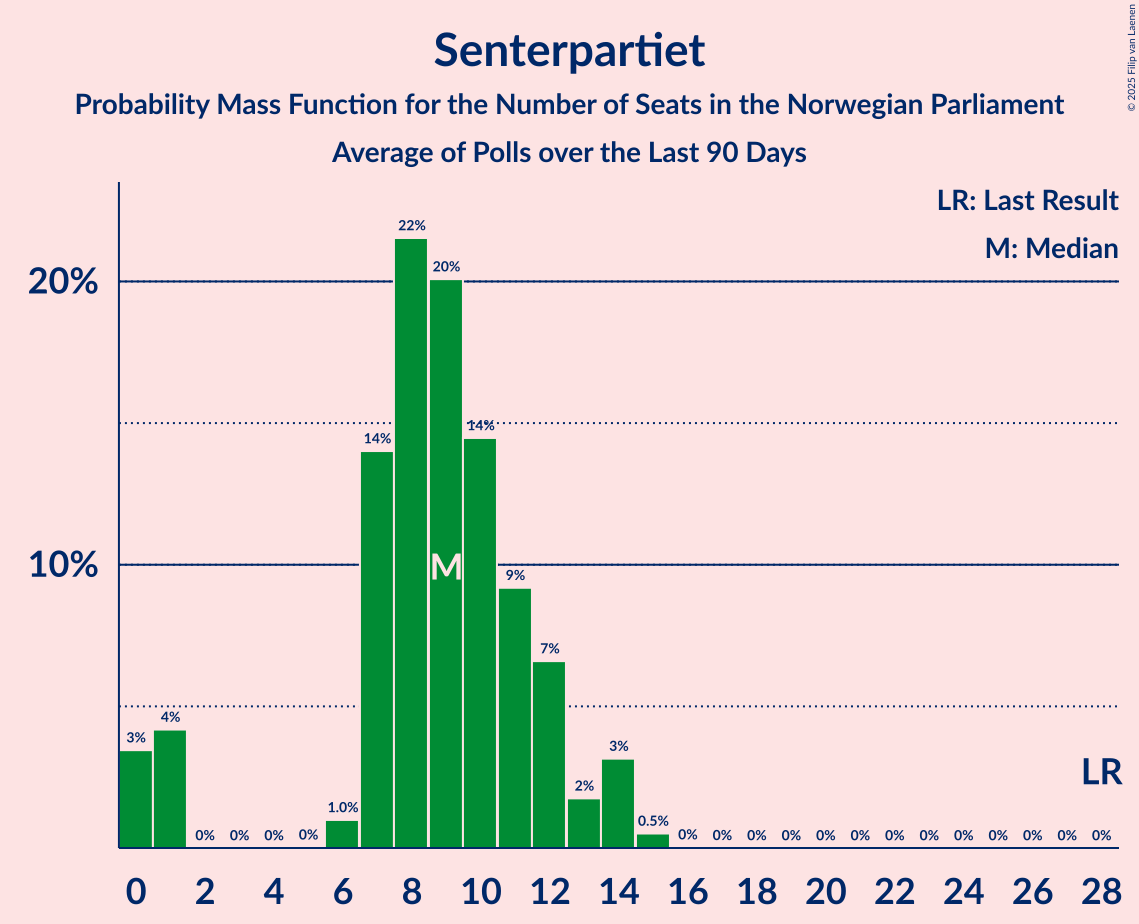 © 2025 Filip van Laenen
Senterpartiet
Probability Mass Function for the Number of Seats in the Norwegian Parliament
Average of Polls over the Last 90 Days
LR: Last Result
M: Median
20%
10%
3% 4% 0% 0% 0% 0% 1.0% 14% 22% 20% 14% 9% 7% 2% 3% 0.5% 0% 0% 0% 0% 0% 0% 0% 0% 0% 0% 0% 0% 0%
M
LR
0 2 4 6 8 10 12 14 16 18 20 22 24 26 28